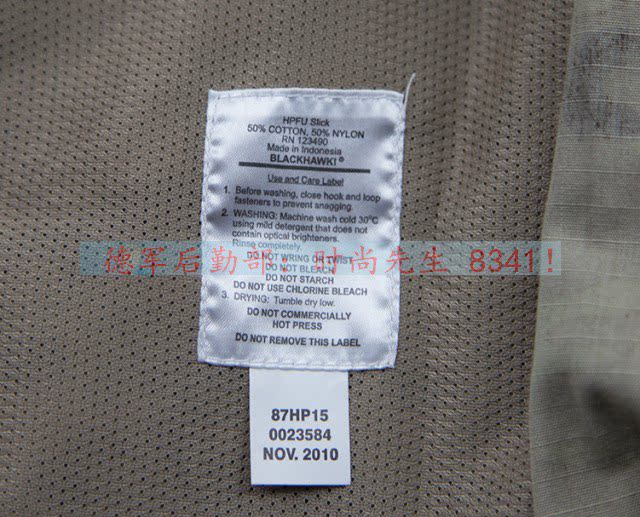 HPFU Slick
50% COTTON, 50% NYLON
RN 123490
Made in Indonesia
BLACKHAWK!®
Use and Care Label
1. Before washing, close hook and loop
fasteners to prevent snagging.
2. WASHING: Machine wash cold 30°C
using mild detergent that does not
contain optical brighteners.
Rinse completely.
DO NOT WRING OR TWIST
德军后勤部：时尚先生 8341!
DO NOT BLEACH
DO NOT STARCH
DO NOT USE CHLORINE BLEACH
3. DRYING: Tumble dry low.
DO NOT COMMERCIALLY
HOT PRESS
DO NOT REMOVE THIS LABEL
87HP15
0023584
NOV. 2010